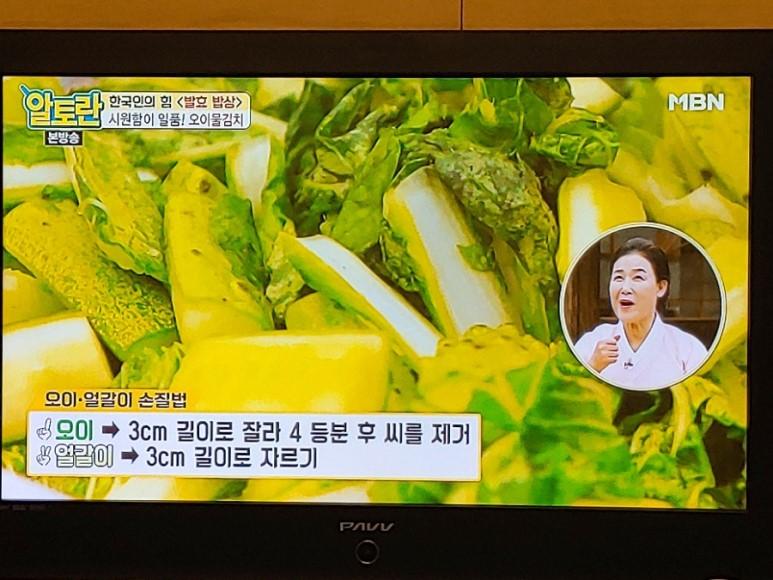 알토란
본방송
한국인의 힘 <발효 밥상>
시원함이 일품! 오이물김치
MBN
오이·얼갈이 손질법
오이 ➡ 3cm 길이로 잘라 4 등분 후 씨를 제거
얼갈이 ➡ 3cm 길이로 자르기
PAVV